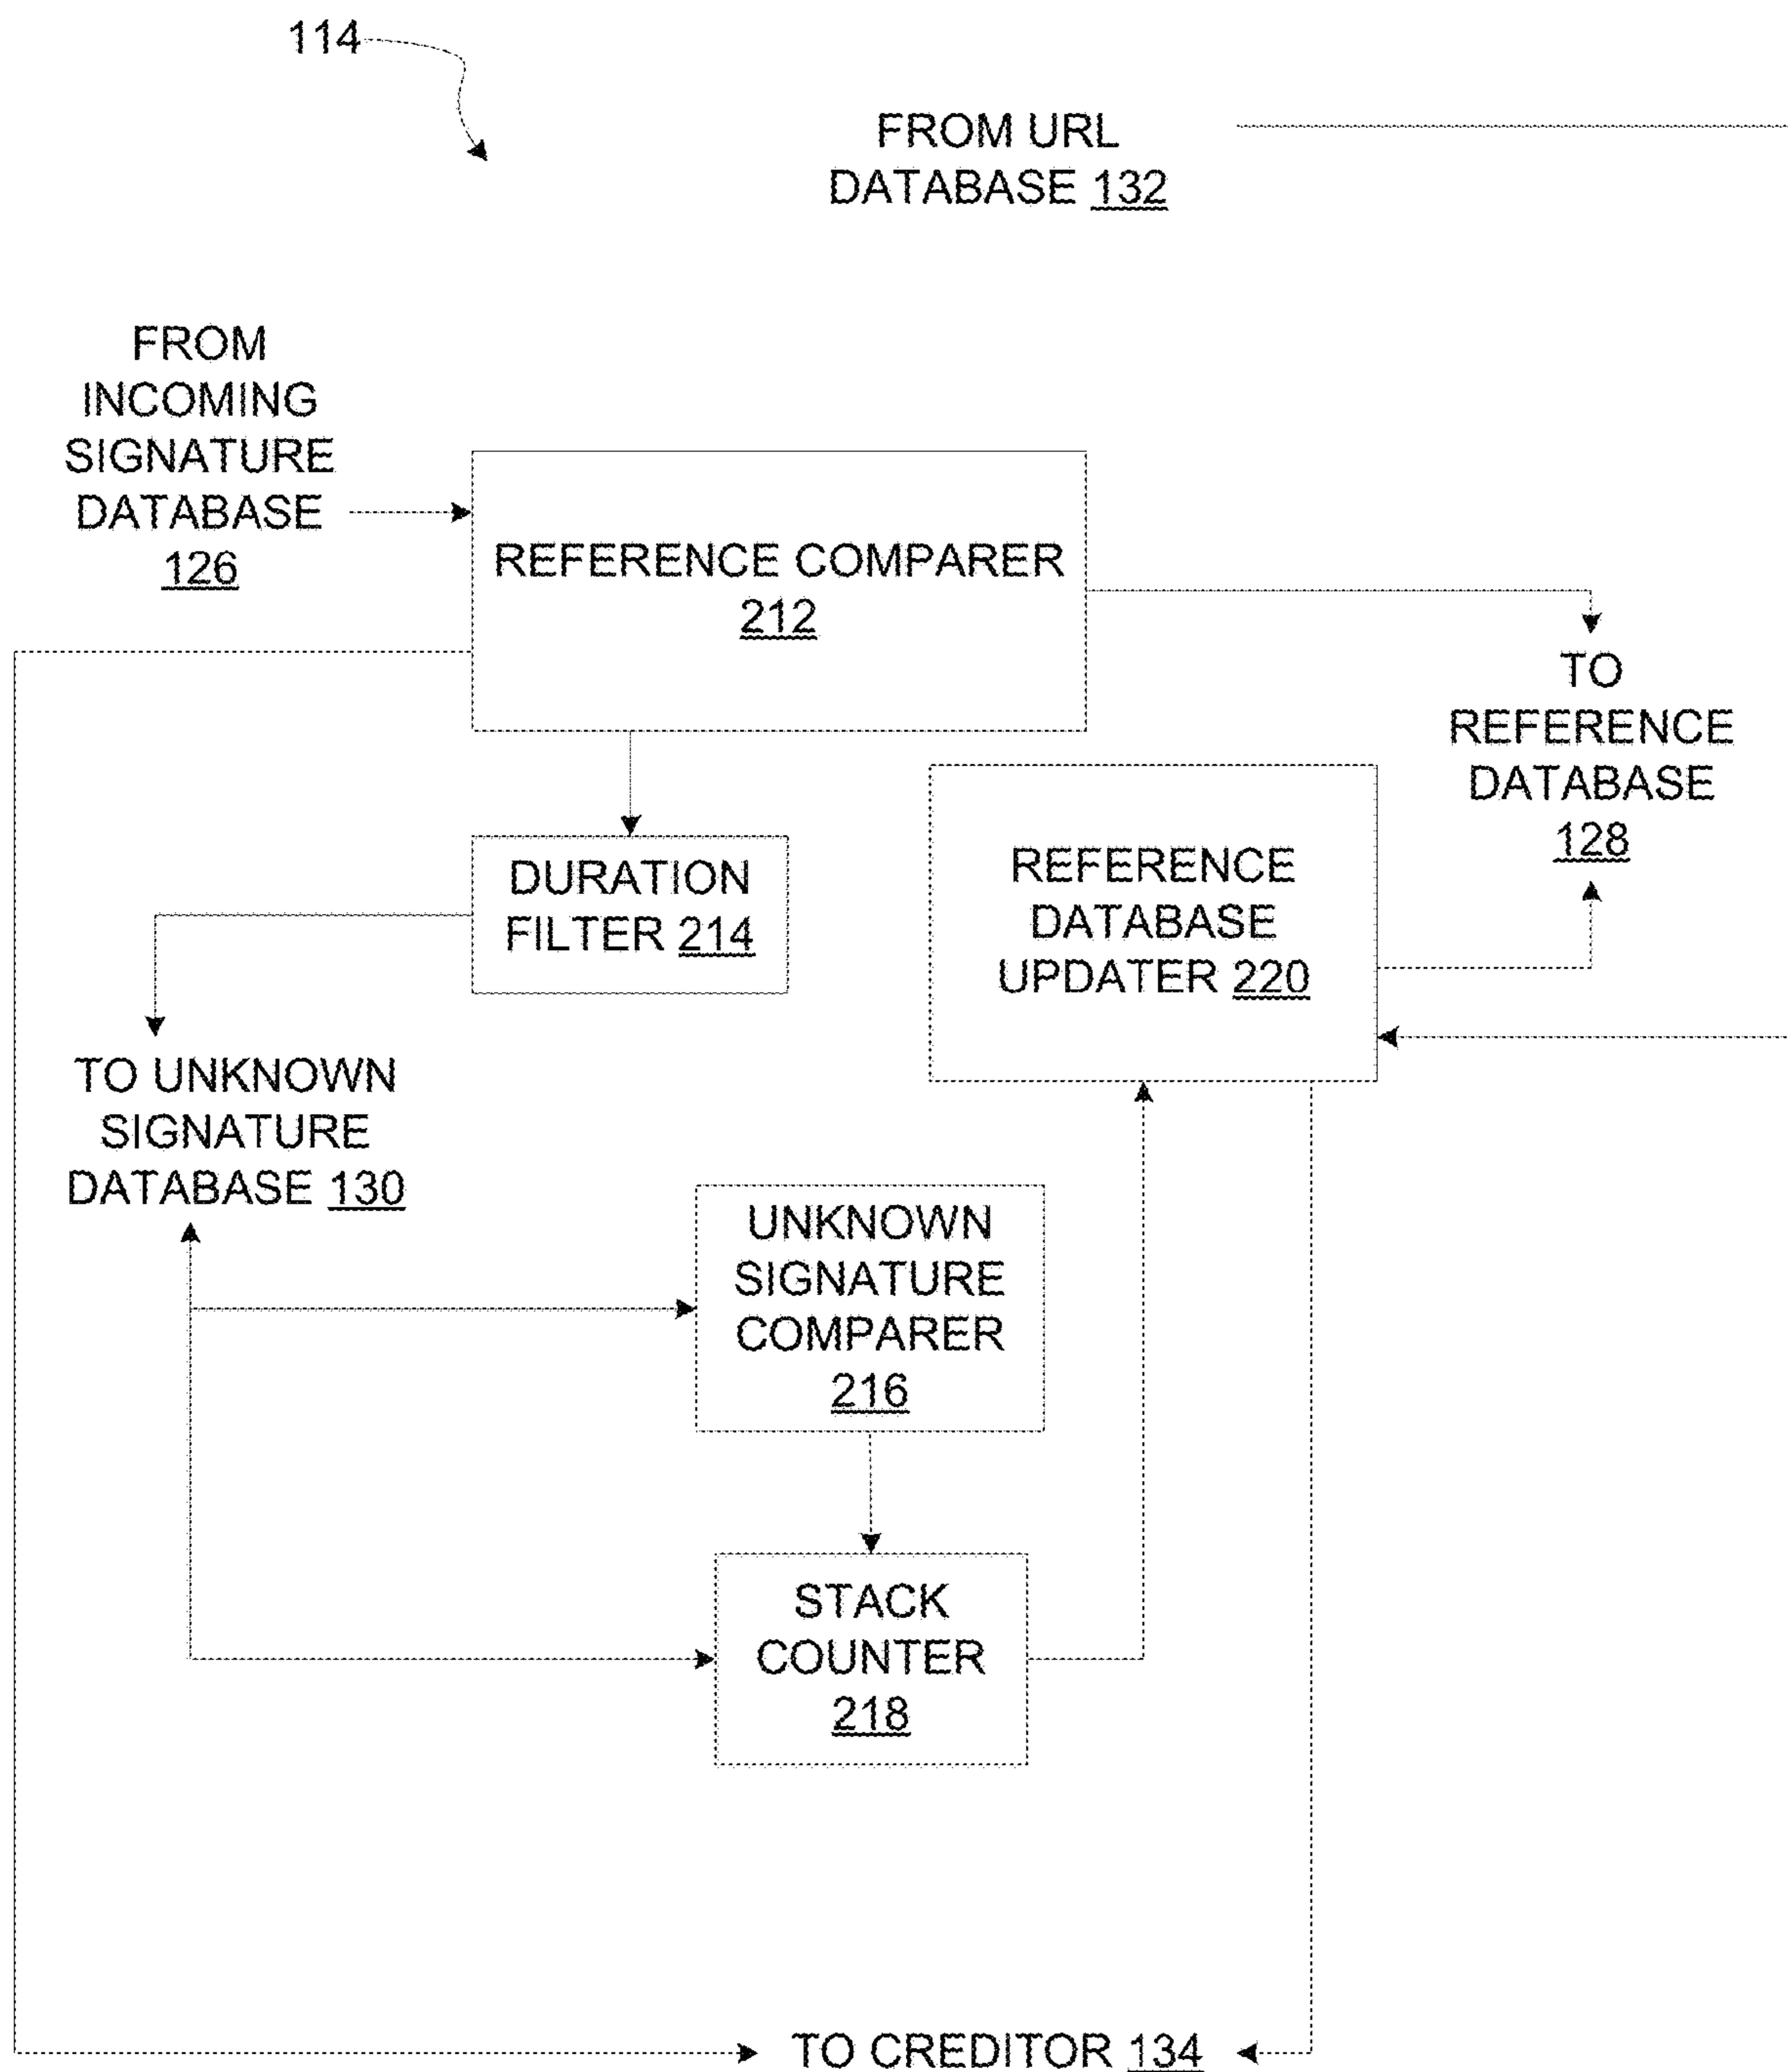 114
FROM URL
DATABASE 132
FROM
INCOMING
SIGNATURE
DATABASE
126
REFERENCE COMPARER
212
TO
REFERENCE
DATABASE
128
DURATION
FILTER 214
REFERENCE
DATABASE
UPDATER 220
TO UNKNOWN
SIGNATURE
DATABASE 130
UNKNOWN
SIGNATURE
COMPARER
216
STACK
COUNTER
218
TO CREDITOR 134